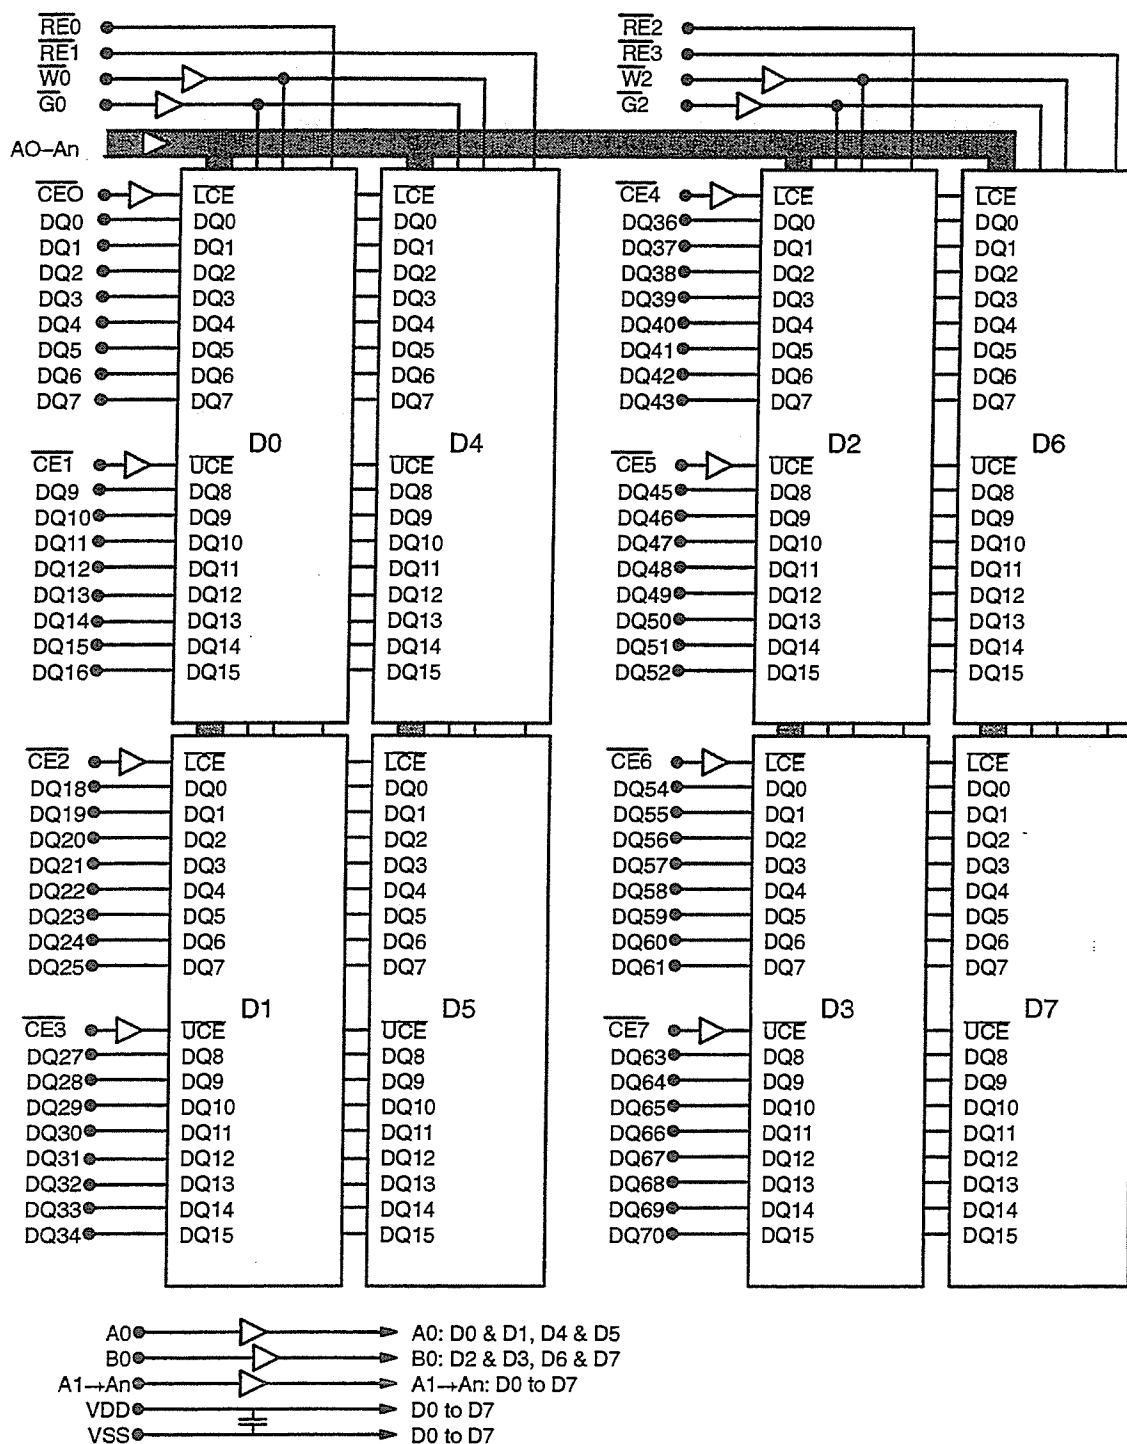 RE0 RE2
RE1 RE3
W0 W2
G0 G2
AO–An
CEO LCE LCE CE4 LCE LCE
DQ0 DQ0 DQ0 DQ36 DQ0 DQ0
DQ1 DQ1 DQ1 DQ37 DQ1 DQ1
DQ2 DQ2 DQ2 DQ38 DQ2 DQ2
DQ3 DQ3 DQ3 DQ39 DQ3 DQ3
DQ4 DQ4 DQ4 DQ40 DQ4 DQ4
DQ5 DQ5 DQ5 DQ41 DQ5 DQ5
DQ6 DQ6 DQ6 DQ42 DQ6 DQ6
DQ7 DQ7 DQ7 DQ43 DQ7 DQ7
D0 D4 D2 D6
CE1 UCE UCE CE5 UCE UCE
DQ9 DQ8 DQ8 DQ45 DQ8 DQ8
DQ10 DQ9 DQ9 DQ46 DQ9 DQ9
DQ11 DQ10 DQ10 DQ47 DQ10 DQ10
DQ12 DQ11 DQ11 DQ48 DQ11 DQ11
DQ13 DQ12 DQ12 DQ49 DQ12 DQ12
DQ14 DQ13 DQ13 DQ50 DQ13 DQ13
DQ15 DQ14 DQ14 DQ51 DQ14 DQ14
DQ16 DQ15 DQ15 DQ52 DQ15 DQ15
CE2 LCE LCE CE6 LCE LCE
DQ18 DQ0 DQ0 DQ54 DQ0 DQ0
DQ19 DQ1 DQ1 DQ55 DQ1 DQ1
DQ20 DQ2 DQ2 DQ56 DQ2 DQ2
DQ21 DQ3 DQ3 DQ57 DQ3 DQ3
DQ22 DQ4 DQ4 DQ58 DQ4 DQ4
DQ23 DQ5 DQ5 DQ59 DQ5 DQ5
DQ24 DQ6 DQ6 DQ60 DQ6 DQ6
DQ25 DQ7 DQ7 DQ61 DQ7 DQ7
D1 D5 D3 D7
CE3 UCE UCE CE7 UCE UCE
DQ27 DQ8 DQ8 DQ63 DQ8 DQ8
DQ28 DQ9 DQ9 DQ64 DQ9 DQ9
DQ29 DQ10 DQ10 DQ65 DQ10 DQ10
DQ30 DQ11 DQ11 DQ66 DQ11 DQ11
DQ31 DQ12 DQ12 DQ67 DQ12 DQ12
DQ32 DQ13 DQ13 DQ68 DQ13 DQ13
DQ33 DQ14 DQ14 DQ69 DQ14 DQ14
DQ34 DQ15 DQ15 DQ70 DQ15 DQ15
A0 A0: D0 & D1, D4 & D5
B0 B0: D2 & D3, D6 & D7
A1→An A1→An: D0 to D7
VDD D0 to D7
VSS D0 to D7